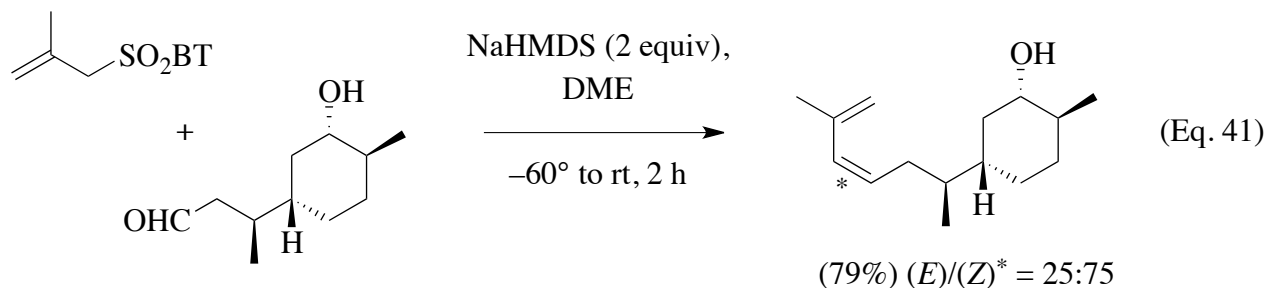 SO₂BT
+
OH
OHC
H
NaHMDS (2 equiv),
DME
–60° to rt, 2 h
OH
*
H
(79%) (E)/(Z)* = 25:75
(Eq. 41)